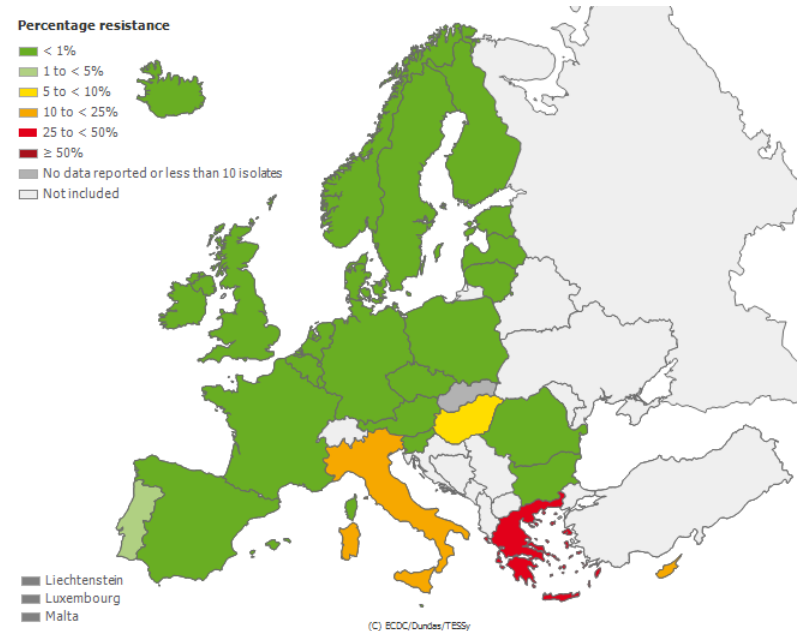 Percentage resistance
< 1%
1 to < 5%
5 to < 10%
10 to < 25%
25 to < 50%
≥ 50%
No data reported or less than 10 isolates
Not included
Liechtenstein
Luxembourg
Malta
(C) ECDC/Dundas/TESSy